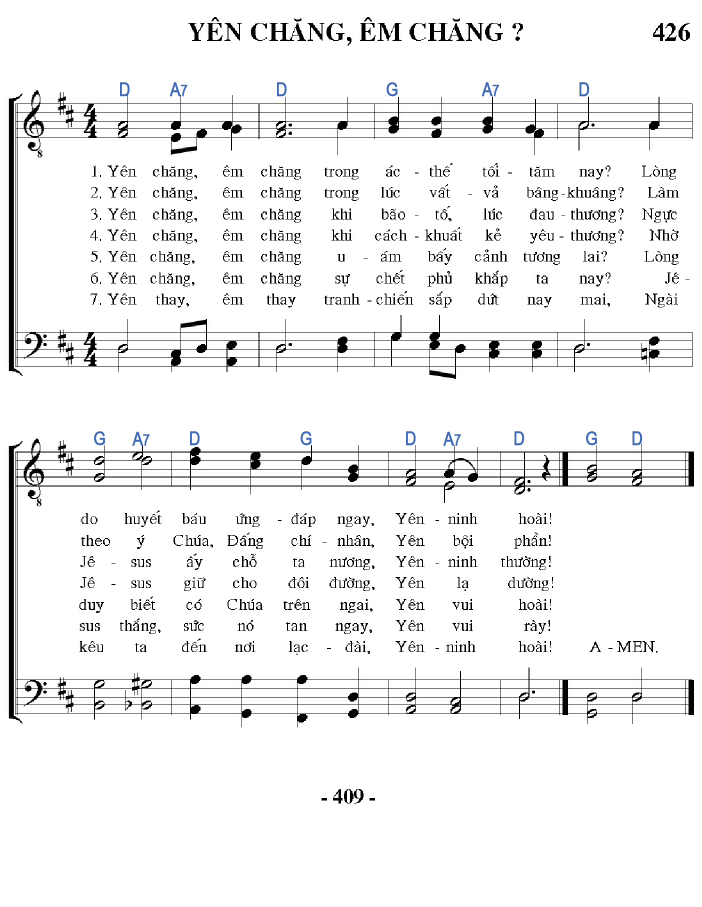 YÊN CHĂNG, ÊM CHĂNG ? 426
D A7 D G A7 D
1. Yên chăng, êm chăng trong ác - thế tối - tăm nay? Lòng
2. Yên chăng, êm chăng trong lúc vất - vả bâng - khuâng? Làm
3. Yên chăng, êm chăng khi bão - tố, lúc đau - thương? Ngực
4. Yên chăng, êm chăng khi cách - khuất kẻ yêu - thương? Nhờ
5. Yên chăng, êm chăng u - ám bấy cảnh tương lai? Lòng
6. Yên chăng, êm chăng sự chết phủ khắp ta nay? Jê -
7. Yên thay, êm thay tranh - chiến sắp dứt nay mai, Ngài
G A7 D G D A7 D G D
do huyết báu ứng - đáp ngay, Yên - ninh hoài!
theo ý Chúa, Đấng chí - nhân, Yên bội phần!
Jê - sus ấy chỗ ta nương, Yên - ninh thường!
Jê - sus giữ cho đôi đường, Yên lạ dường!
duy biết có Chúa trên ngai, Yên vui hoài!
sus thắng, sức nó tan ngay, Yên vui rày!
kêu ta đến nơi lạc - đài, Yên - ninh hoài! A - MEN.
- 409 -